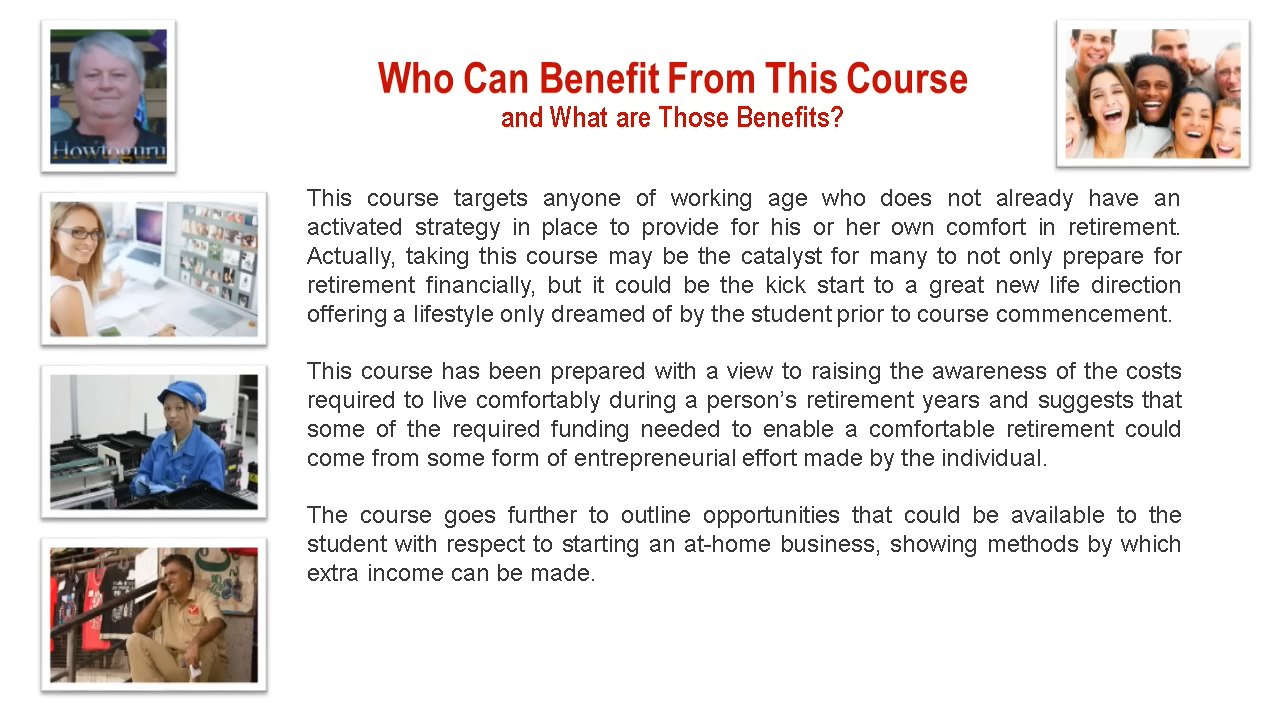 Who Can Benefit From This Course
and What are Those Benefits?
Howtoguru
This course targets anyone of working age who does not already have an
activated strategy in place to provide for his or her own comfort in retirement.
Actually, taking this course may be the catalyst for many to not only prepare for
retirement financially, but it could be the kick start to a great new life direction
offering a lifestyle only dreamed of by the student prior to course commencement.
This course has been prepared with a view to raising the awareness of the costs
required to live comfortably during a person’s retirement years and suggests that
some of the required funding needed to enable a comfortable retirement could
come from some form of entrepreneurial effort made by the individual.
The course goes further to outline opportunities that could be available to the
student with respect to starting an at-home business, showing methods by which
extra income can be made.